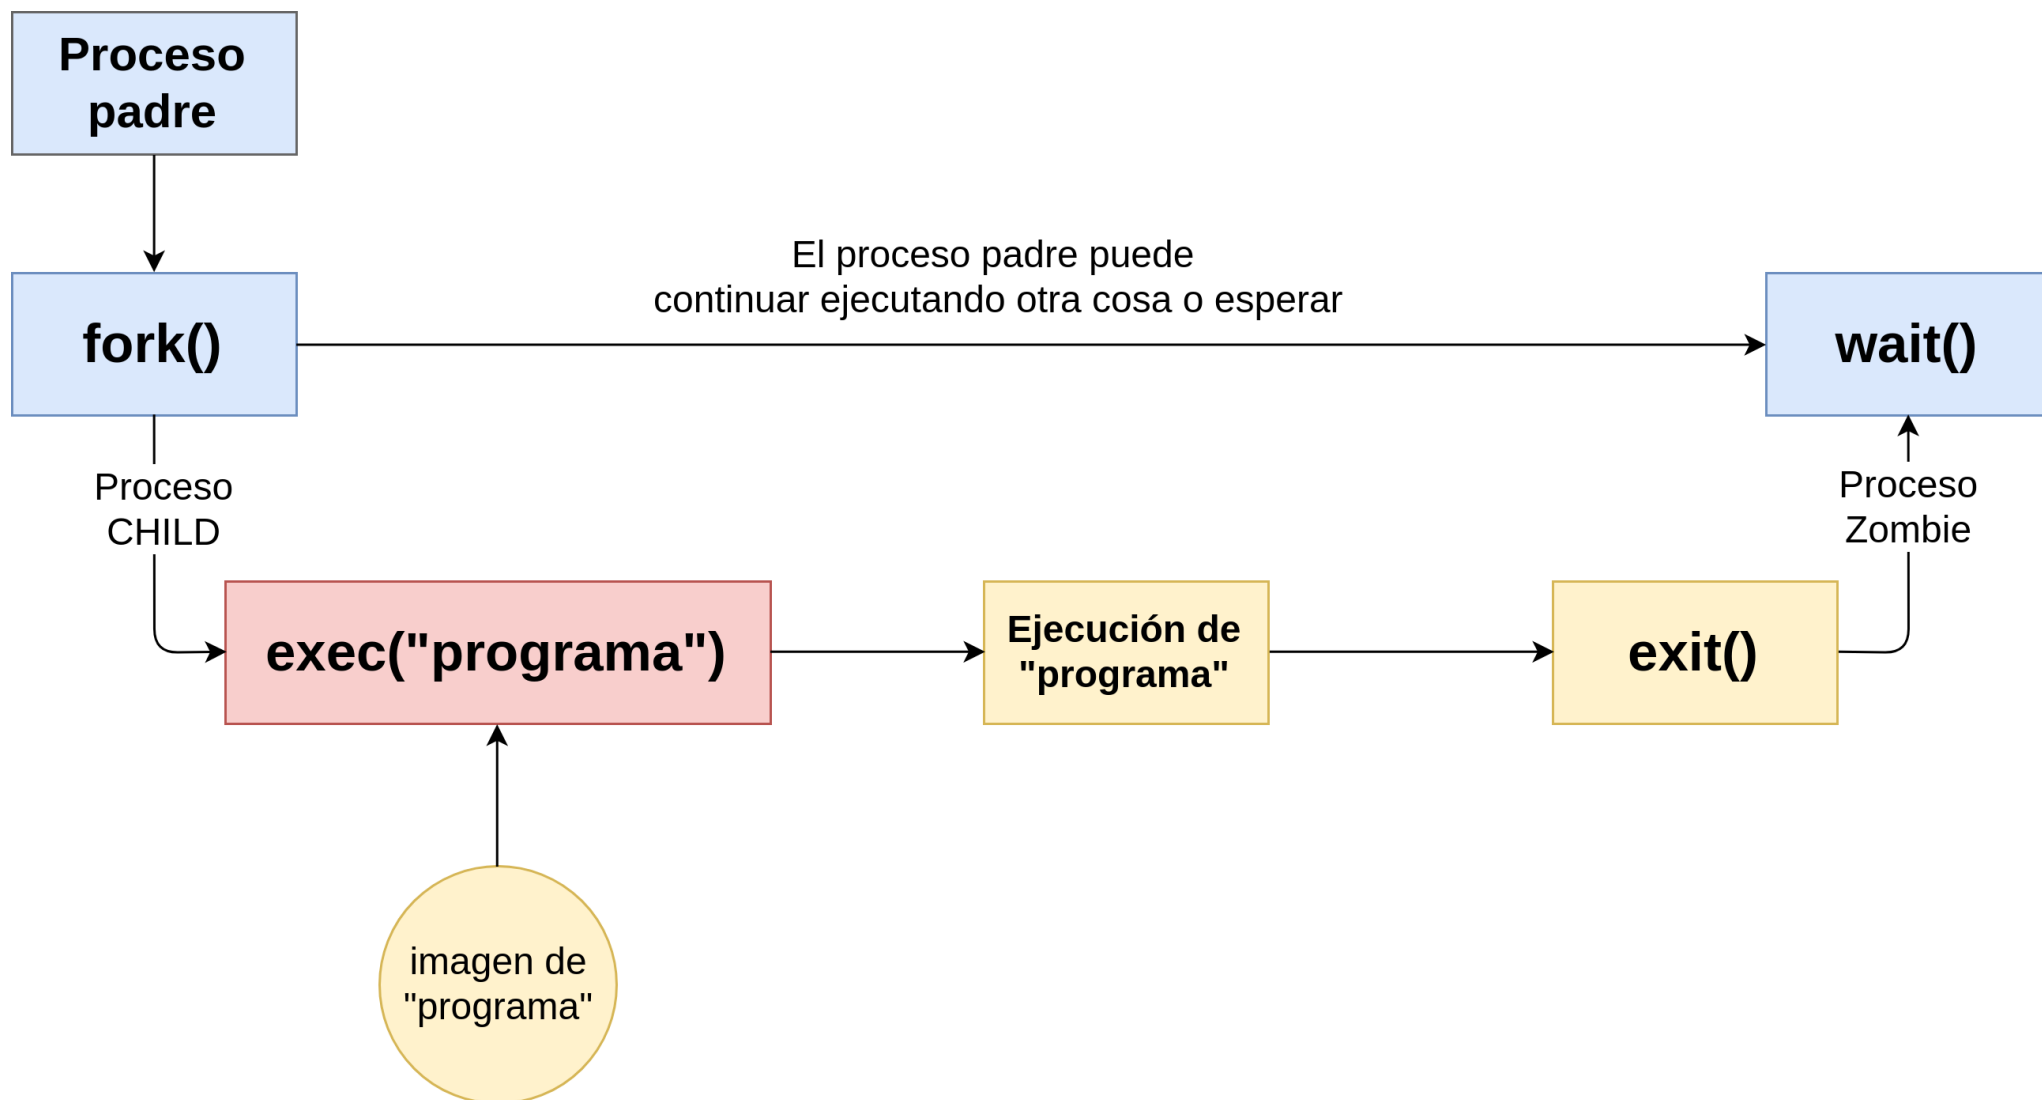 Proceso
padre
El proceso padre puede
continuar ejecutando otra cosa o esperar
fork()
wait()
Proceso
CHILD
Proceso
Zombie
exec("programa")
Ejecución de
"programa"
exit()
imagen de
"programa"